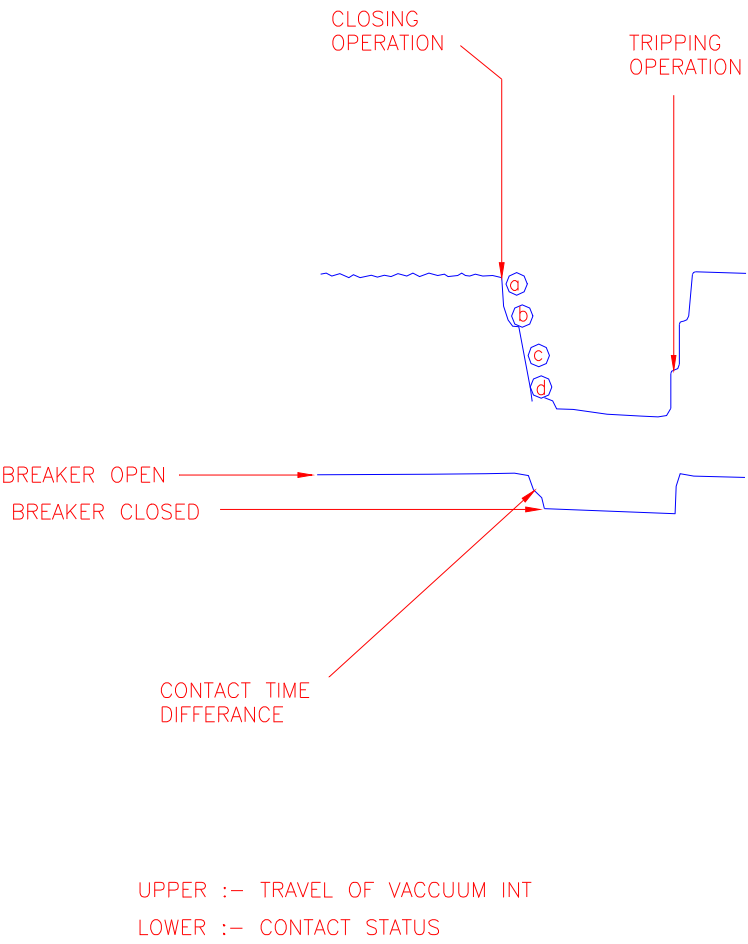 CLOSING
OPERATION
TRIPPING
OPERATION
a
b
c
d
BREAKER OPEN
BREAKER CLOSED
CONTACT TIME
DIFFERANCE
UPPER :- TRAVEL OF VACCUUM INT
LOWER :- CONTACT STATUS